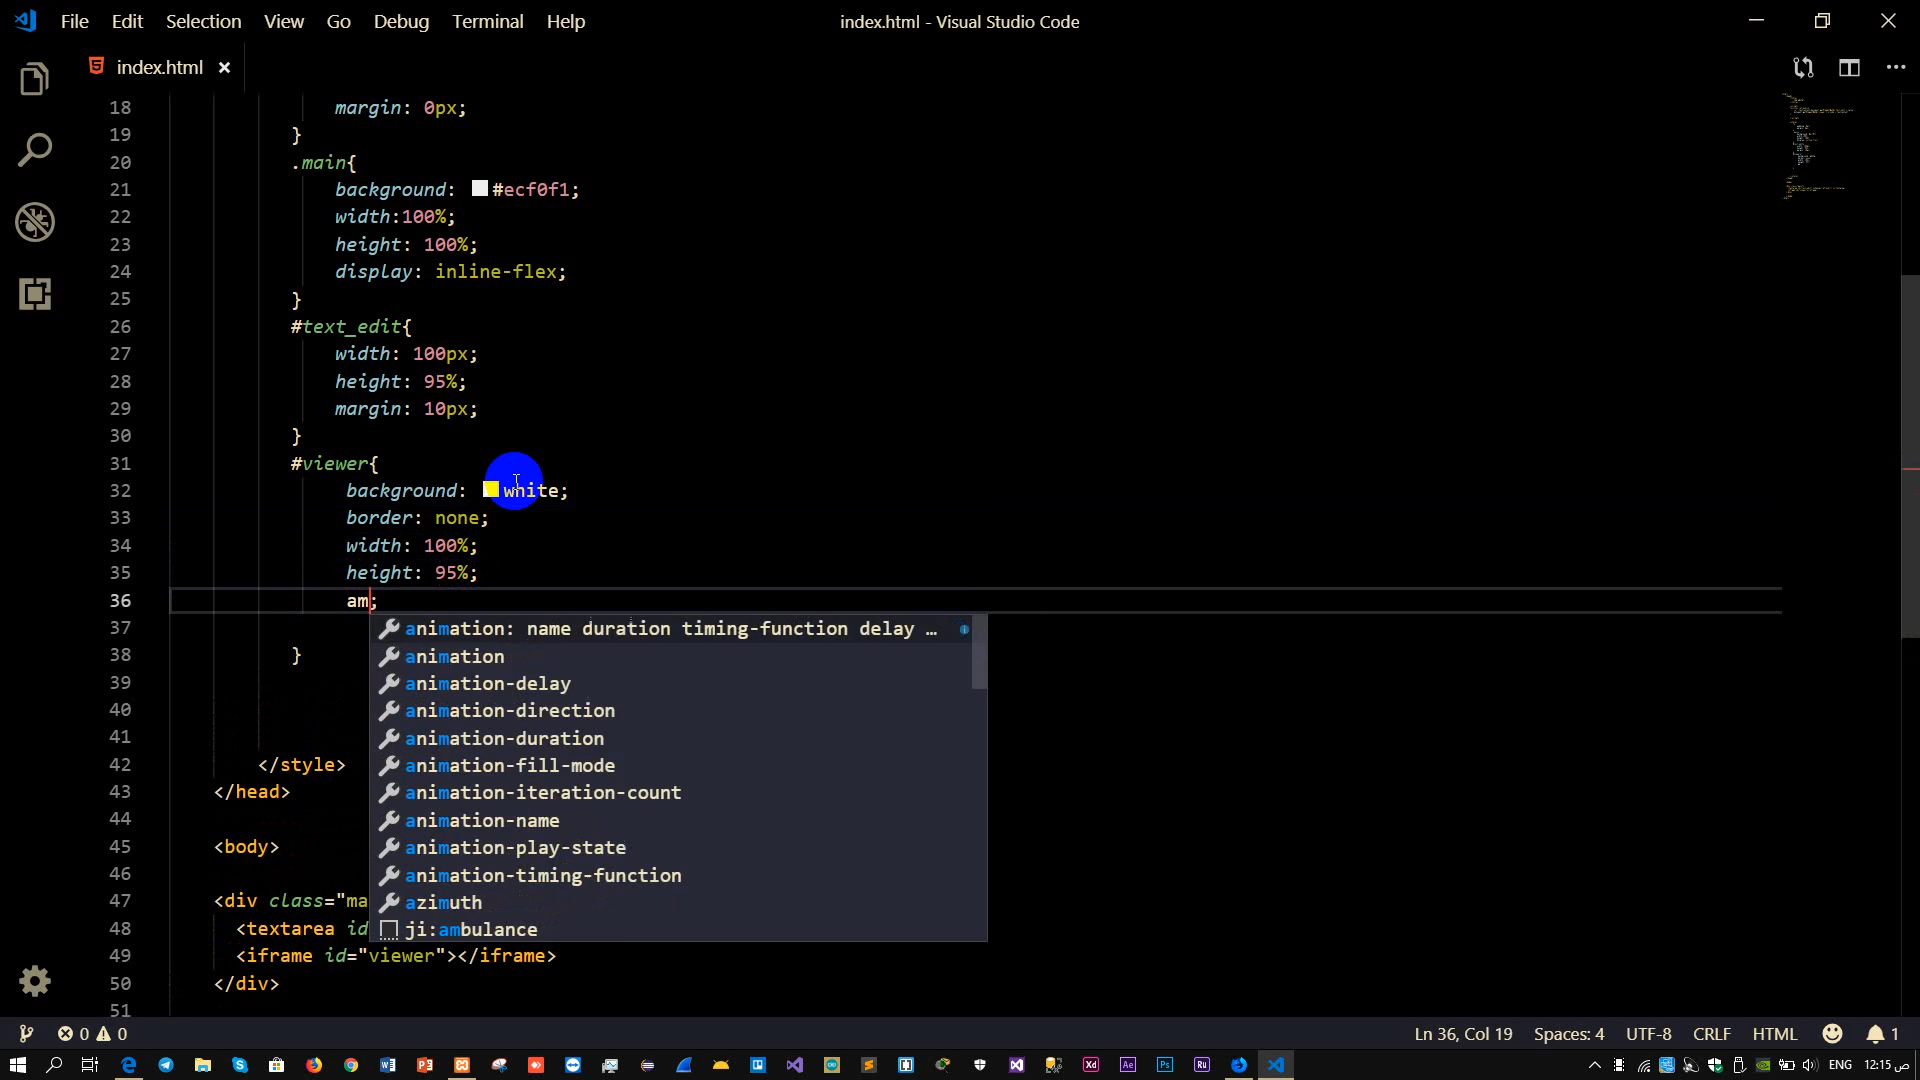 File Edit Selection View Go Debug Terminal Help
index.html - Visual Studio Code
index.html
18 margin: 0px;
19 }
20 .main{
21 background: #ecf0f1;
22 width:100%;
23 height: 100%;
24 display: inline-flex;
25 }
26 #text_edit{
27 width: 100px;
28 height: 95%;
29 margin: 10px;
30 }
31 #viewer{
32 background: white;
33 border: none;
34 width: 100%;
35 height: 95%;
36 am;
37 animation: name duration timing-function delay …
38 } animation
39 animation-delay
40 animation-direction
41 animation-duration
42 </style> animation-fill-mode
43 </head> animation-iteration-count
44 animation-name
45 <body> animation-play-state
46 animation-timing-function
47 <div class="ma azimuth
48 <textarea id ji:ambulance
49 <iframe id="viewer"></iframe>
50 </div>
51
0 0 Ln 36, Col 19 Spaces: 4 UTF-8 CRLF HTML 1
ENG 12:15 ص